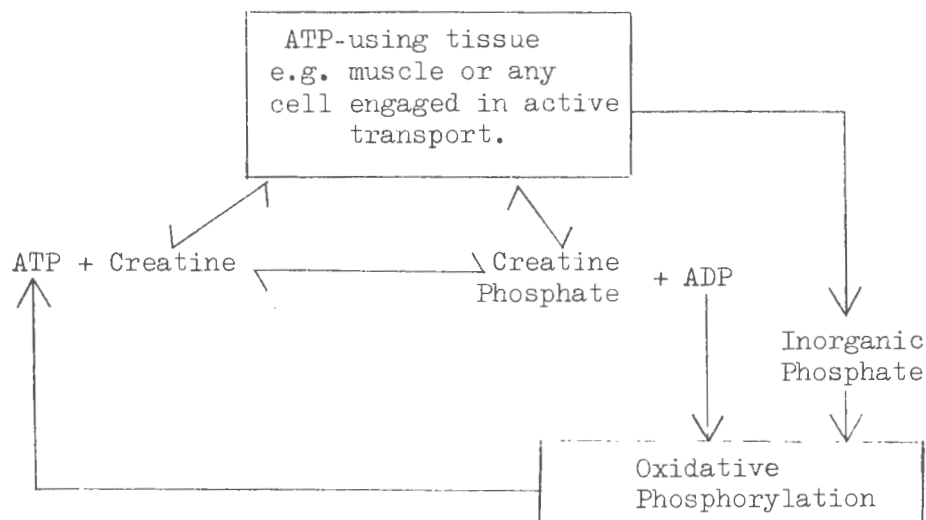 ATP-using tissue
e.g. muscle or any
cell engaged in active
transport.
ATP + Creatine
Creatine
Phosphate
+ ADP
Inorganic
Phosphate
Oxidative
Phosphorylation